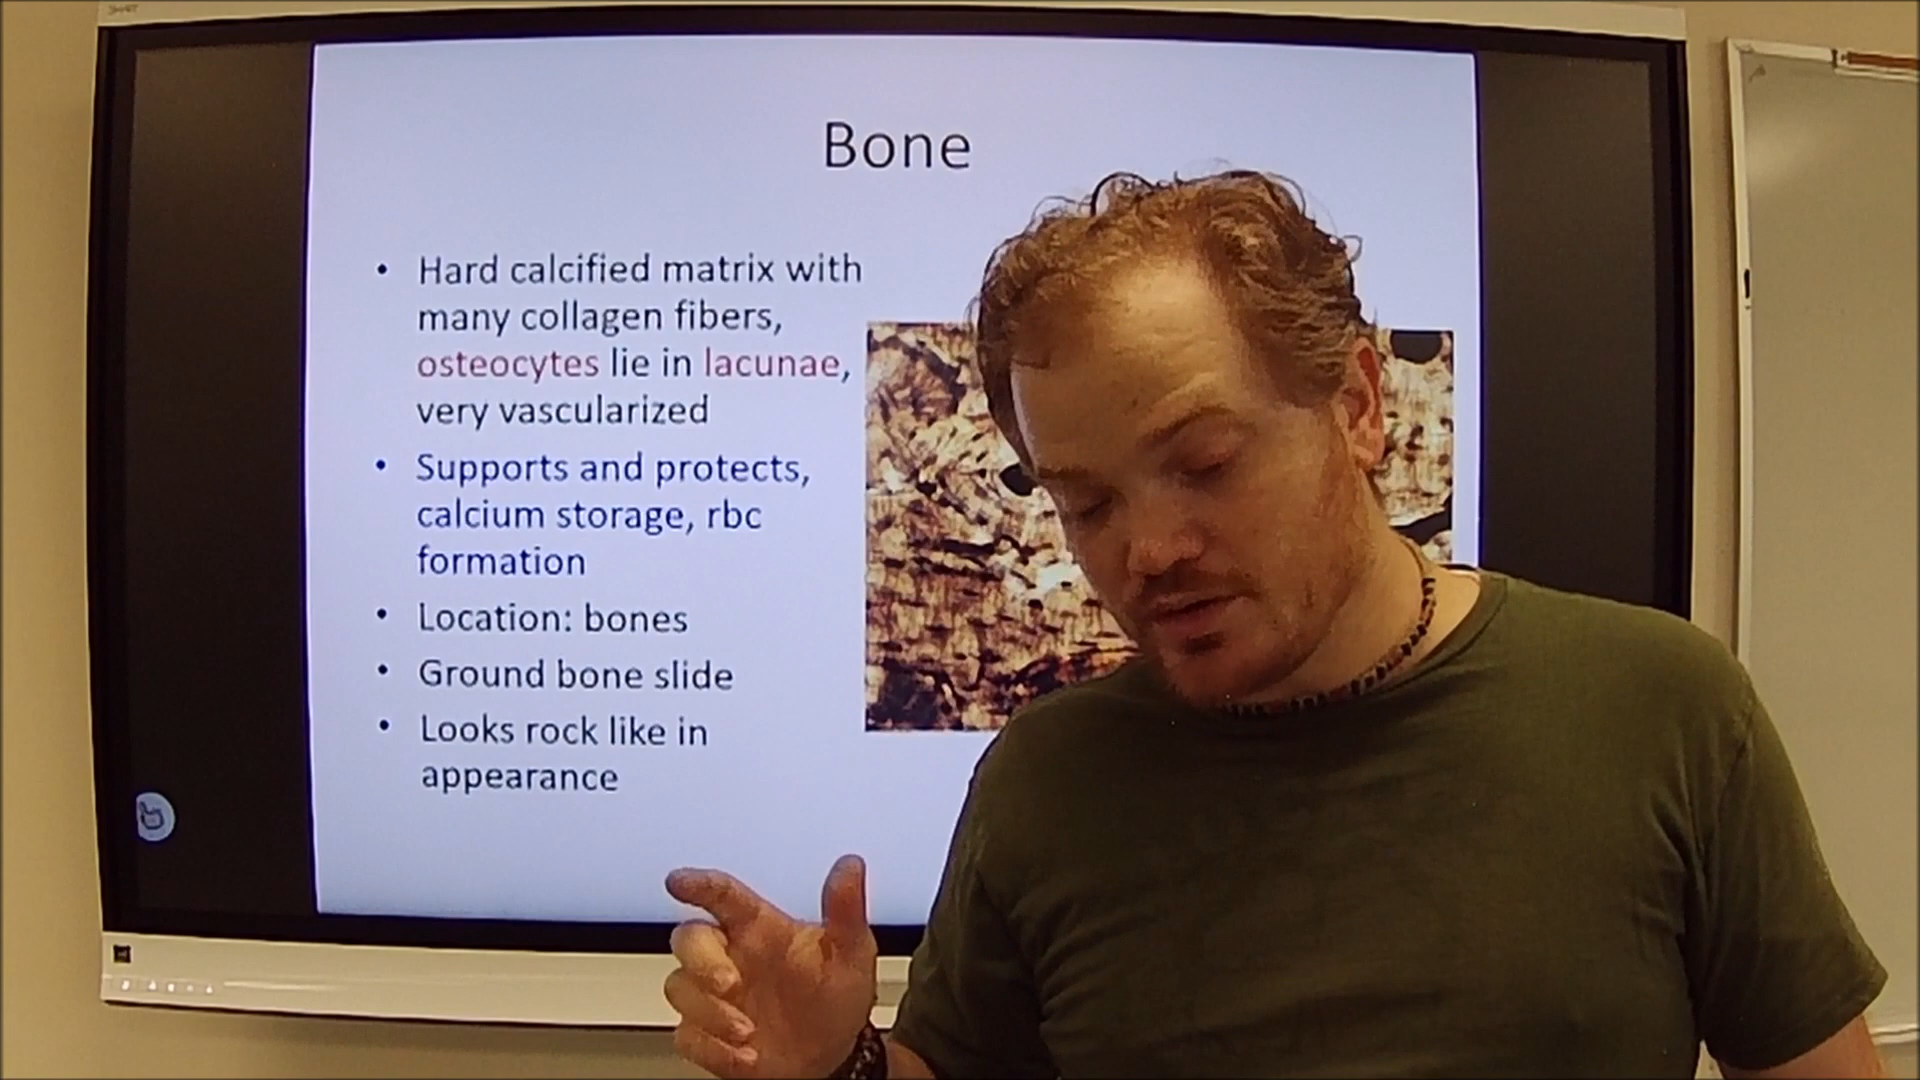 SMART
Bone
• Hard calcified matrix with
many collagen fibers,
osteocytes lie in lacunae,
very vascularized
• Supports and protects,
calcium storage, rbc
formation
• Location: bones
• Ground bone slide
• Looks rock like in
appearance